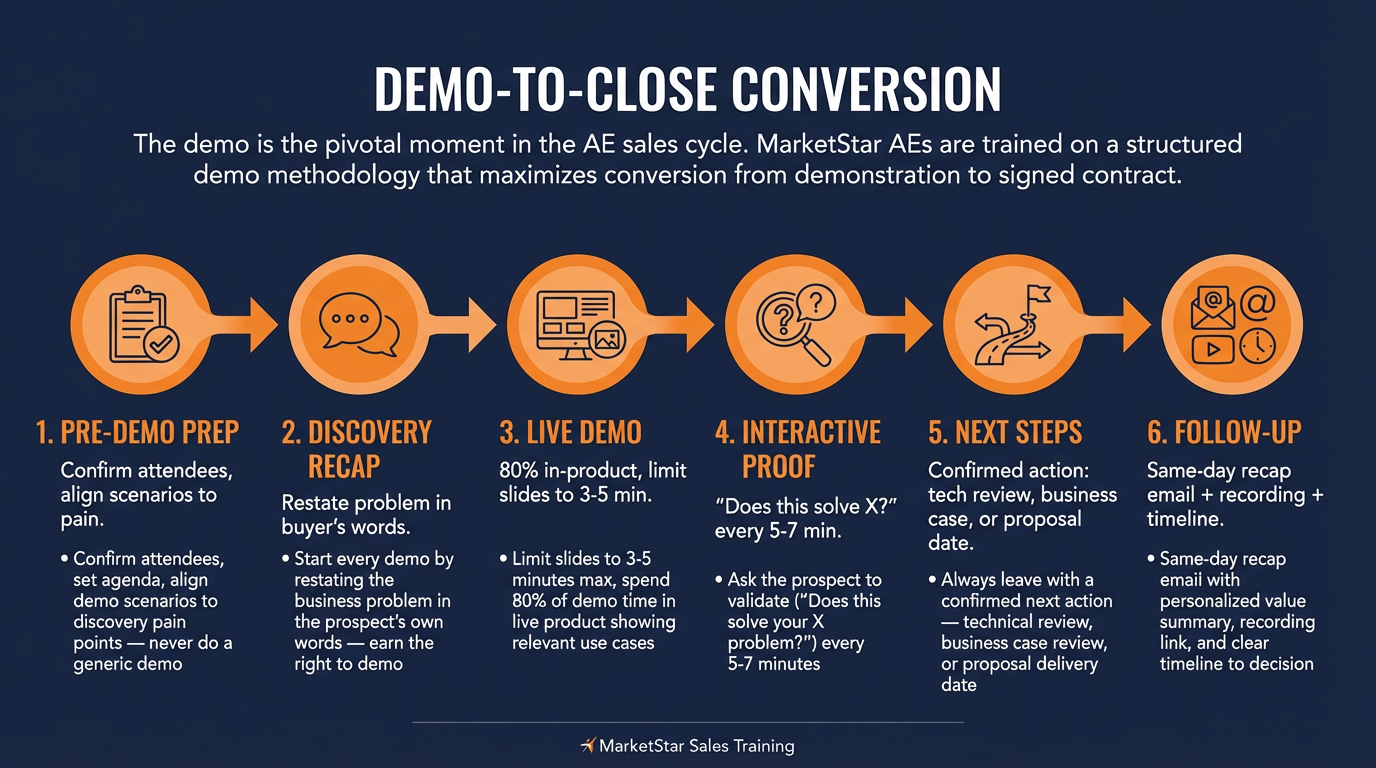 DEMO-TO-CLOSE CONVERSION
The demo is the pivotal moment in the AE sales cycle. MarketStar AEs are trained on a structured
demo methodology that maximizes conversion from demonstration to signed contract.
1. PRE-DEMO PREP
Confirm attendees,
align scenarios to
pain.
• Confirm attendees,
set agenda, align
demo scenarios to
discovery pain
points — never do a
generic demo
2. DISCOVERY
RECAP
Restate problem in
buyer's words.
• Start every demo by
restating the
business problem in
the prospect's own
words — earn the
right to demo
3. LIVE DEMO
80% in-product, limit
slides to 3-5 min.
• Limit slides to 3-5
minutes max, spend
80% of demo time in
live product showing
relevant use cases
?
?
4. INTERACTIVE
PROOF
“Does this solve X?”
every 5-7 min.
• Ask the prospect to
validate (“Does this
solve your X
problem?”) every
5-7 minutes
5. NEXT STEPS
Confirmed action:
tech review, business
case, or proposal
date.
• Always leave with a
confirmed next action
— technical review,
business case review,
or proposal delivery
date
@
@
6. FOLLOW-UP
Same-day recap
email + recording +
timeline.
• Same-day recap
email with
personalized value
summary, recording
link, and clear
timeline to decision
MarketStar Sales Training